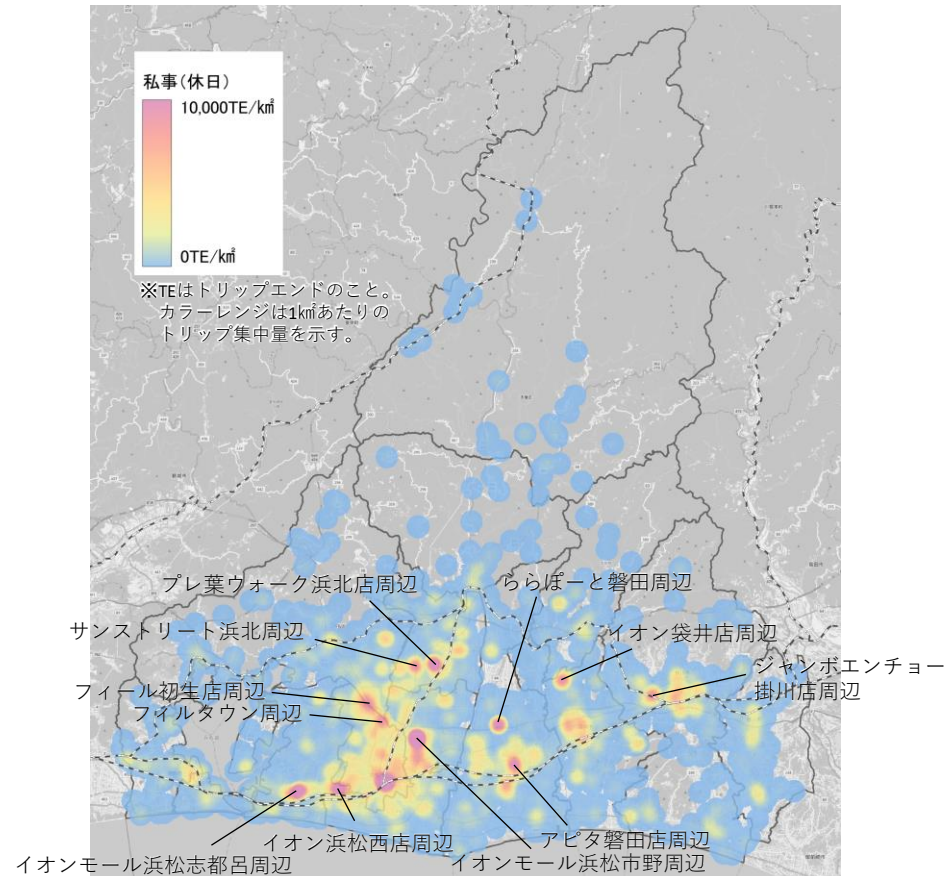 私事(休日)
10,000TE/k㎡
0TE/k㎡
※TEはトリップエンドのこと。
カラーレンジは1k㎡あたりの
トリップ集中量を示す。
プレ葉ウォーク浜北店周辺
ららぽーと磐田周辺
サンストリート浜北周辺
イオン袋井店周辺
ジャンボエンチョー
掛川店周辺
フィール初生店周辺
フィルタウン周辺
イオン浜松西店周辺
アピタ磐田店周辺
イオンモール浜松志都呂周辺
イオンモール浜松市野周辺